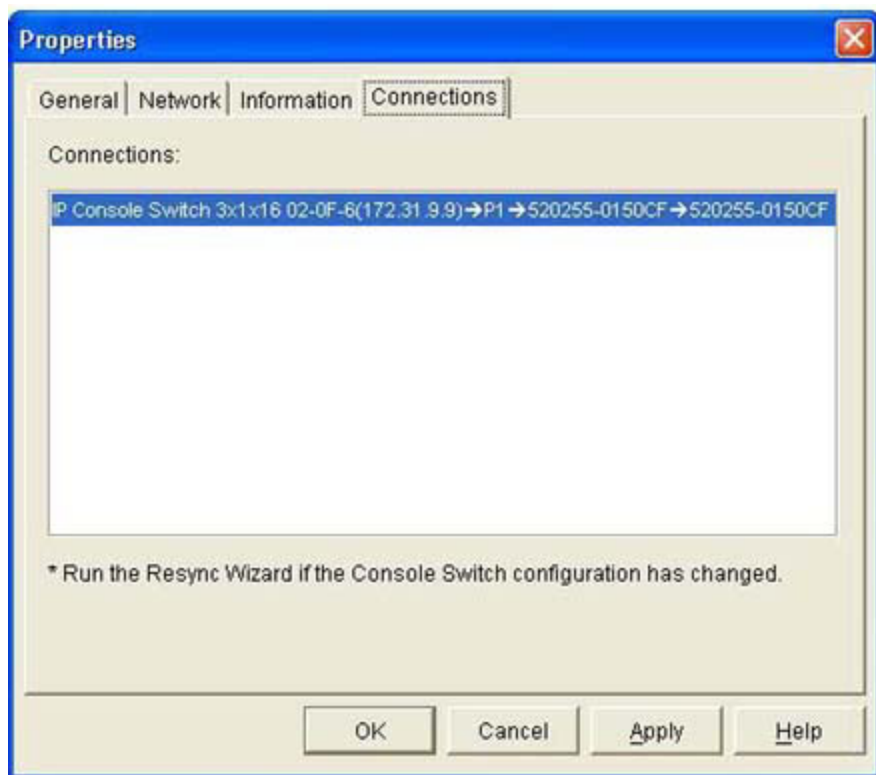 Properties
General Network Information Connections
Connections:
IP Console Switch 3x1x16 02-0F-6(172.31.9.9)→P1→520255-0150CF→520255-0150CF
* Run the Resync Wizard if the Console Switch configuration has changed.
OK Cancel Apply Help